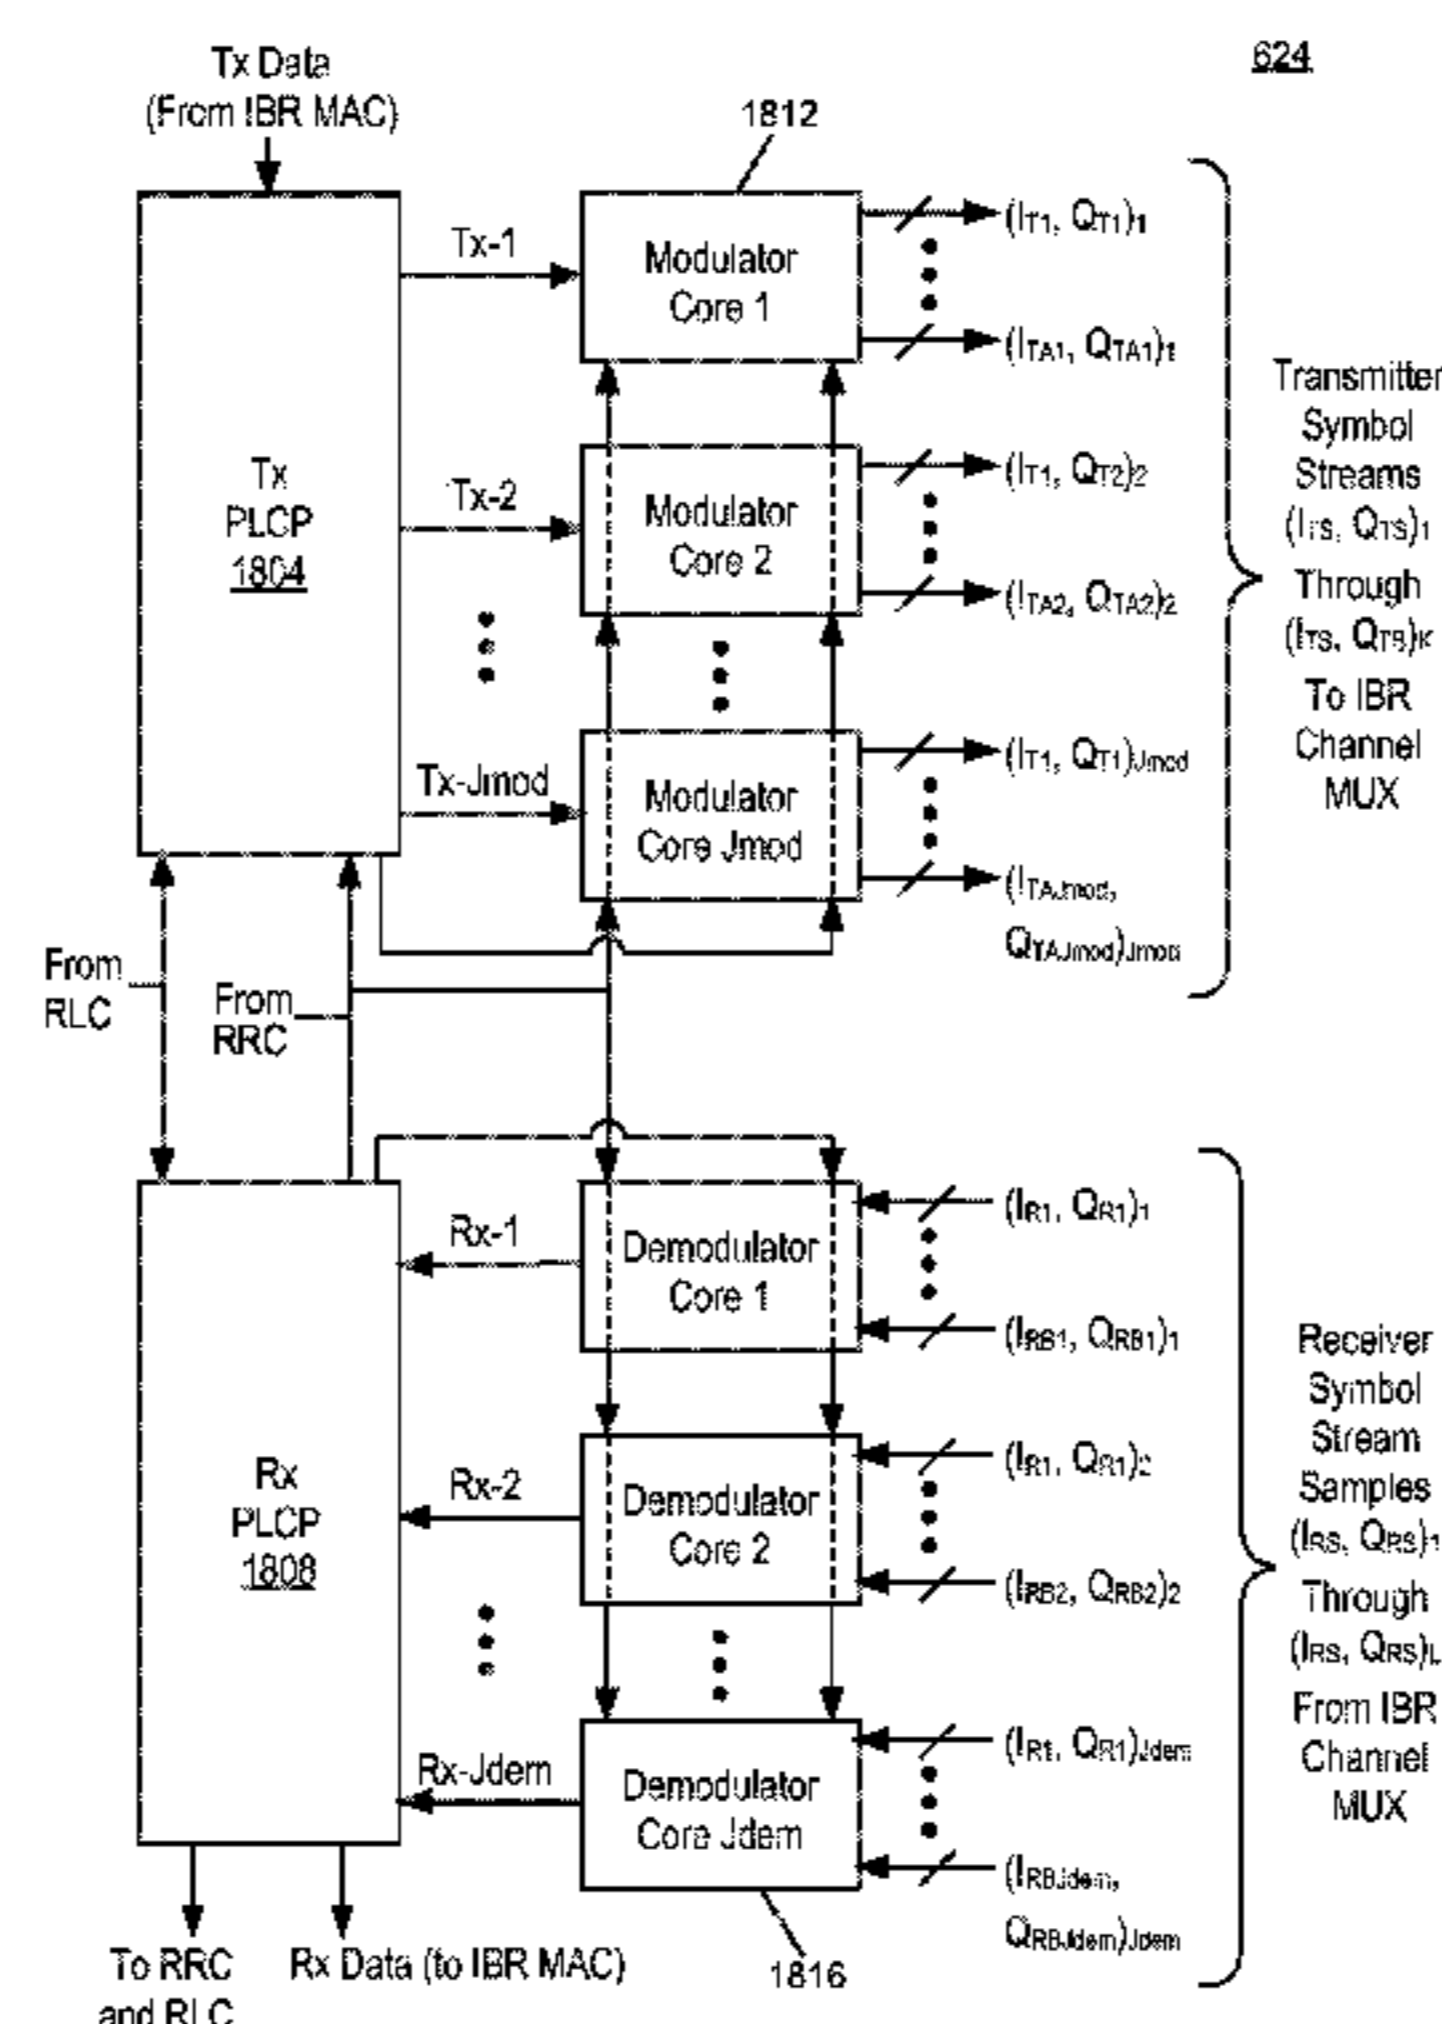 624
Tx Data
(From IBR MAC)
1812
Tx-1
Modulator
Core 1
(IT1, QT1)1
(ITA1, QTA1)1
Tx
PLCP
1804
Tx-2
Modulator
Core 2
(IT1, QT2)2
(ITA2, QTA2)2
Tx-Jmod
Modulator
Core Jmod
(IT1, QT1)Jmod
(ITAJmod,
QTAJmod)Jmod
Transmitter
Symbol
Streams
(ITS, QTS)1
Through
(ITS, QTS)K
To IBR
Channel
MUX
From
RLC
From
RRC
Rx-1
Demodulator
Core 1
(IR1, QR1)1
(IRB1, QRB1)1
Rx
PLCP
1808
Rx-2
Demodulator
Core 2
(IR1, QR1)2
(IRB2, QRB2)2
Rx-Jdem
Demodulator
Core Jdem
(IR1, QR1)Jdem
(IRBJdem,
QRBJdem)Jdem
Receiver
Symbol
Stream
Samples
(IRS, QRS)1
Through
(IRS, QRS)L
From IBR
Channel
MUX
To RRC
and RLC
Rx Data (to IBR MAC)
1816